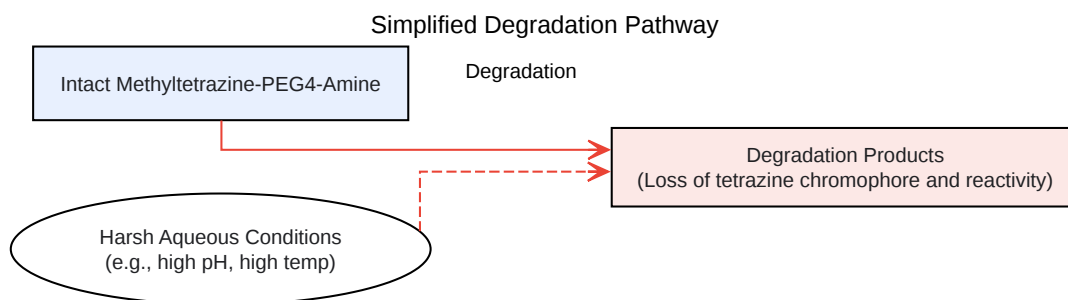 Simplified Degradation Pathway
Intact Methyltetrazine-PEG4-Amine
Degradation
Degradation Products
(Loss of tetrazine chromophore and reactivity)
Harsh Aqueous Conditions
(e.g., high pH, high temp)